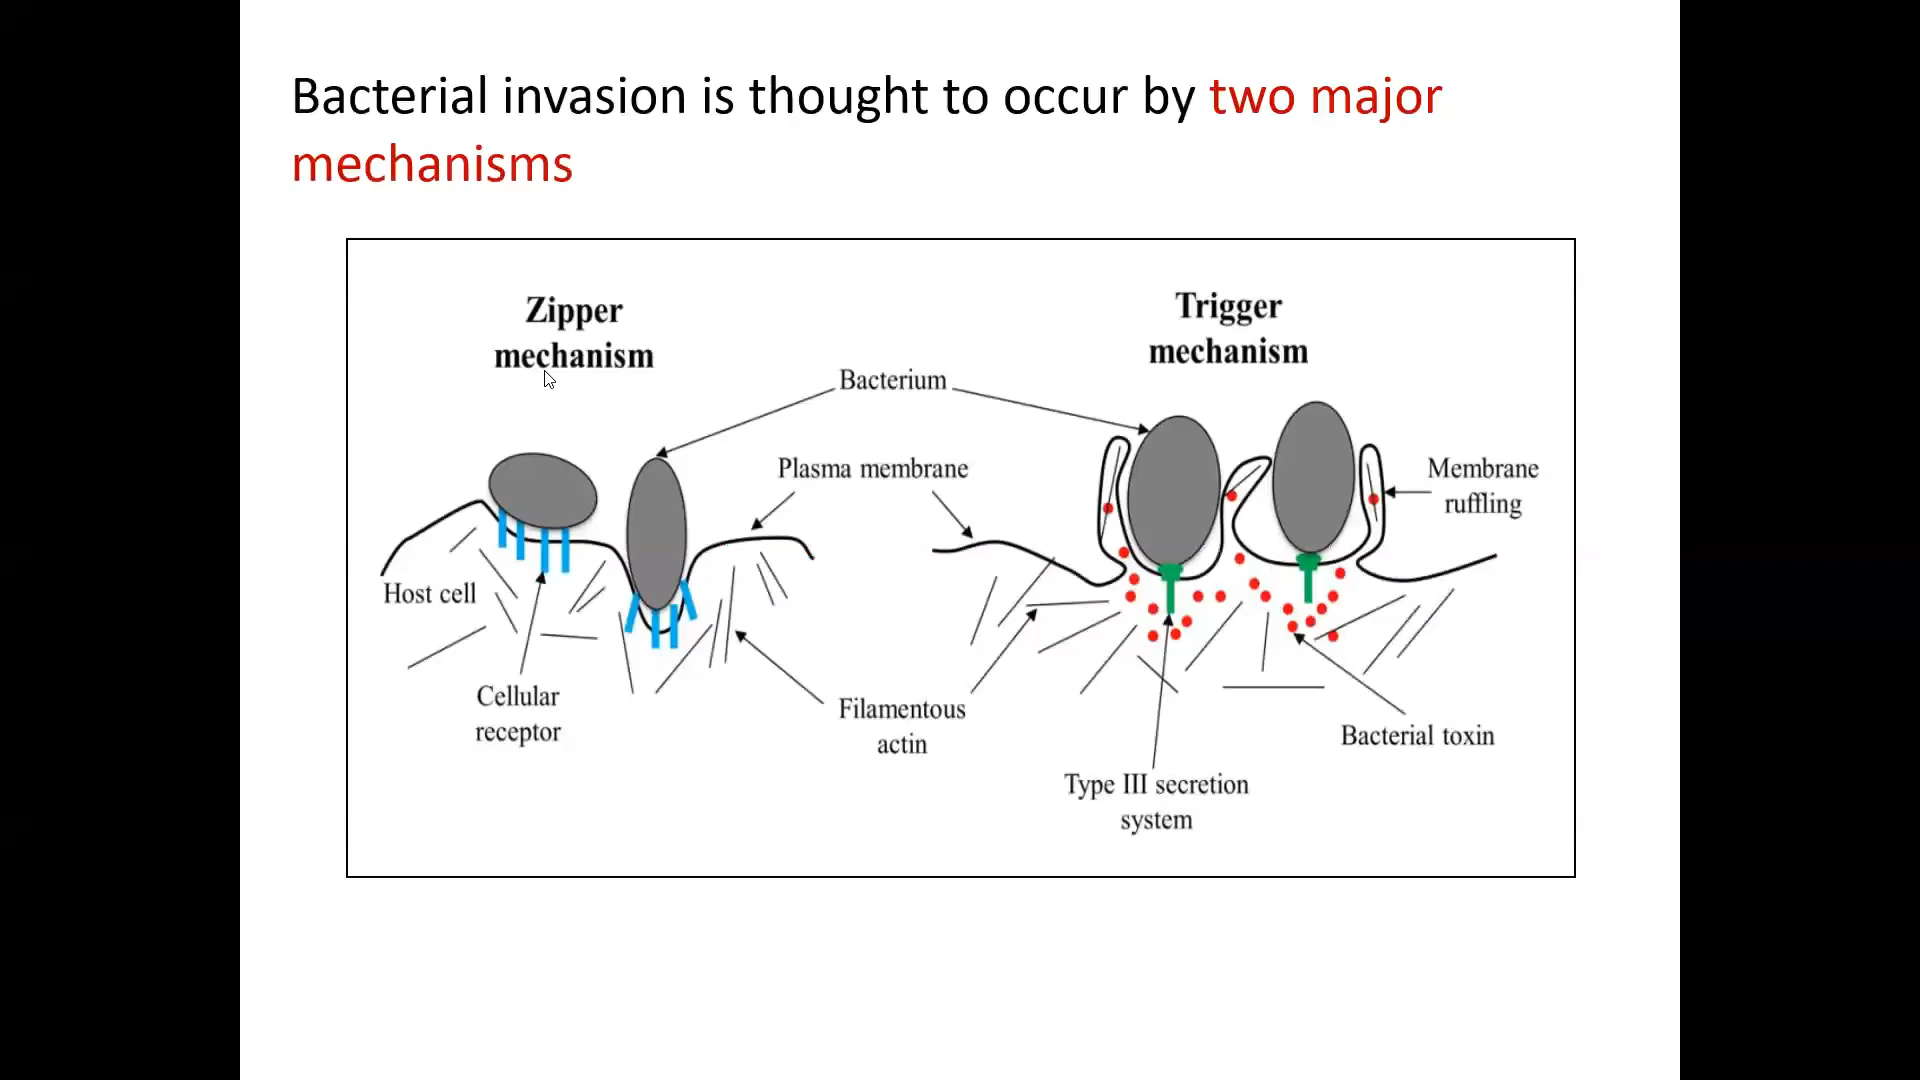 Bacterial invasion is thought to occur by two major
mechanisms
Zipper
mechanism
Trigger
mechanism
Bacterium
Plasma membrane
Membrane
ruffling
Host cell
Cellular
receptor
Filamentous
actin
Bacterial toxin
Type III secretion
system